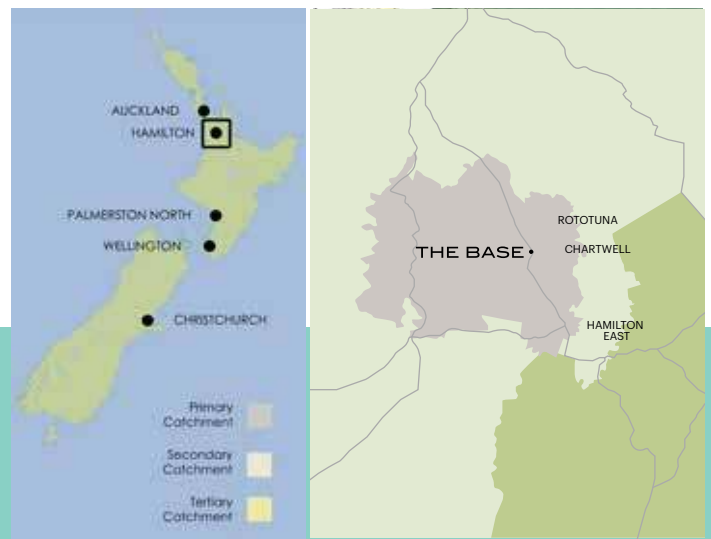 AUCKLAND
HAMILTON
PALMERSTON NORTH
WELLINGTON
CHRISTCHURCH
Primary
Catchment
Secondary
Catchment
Tertiary
Catchment
ROTOTUNA
THE BASE
CHARTWELL
HAMILTON
EAST